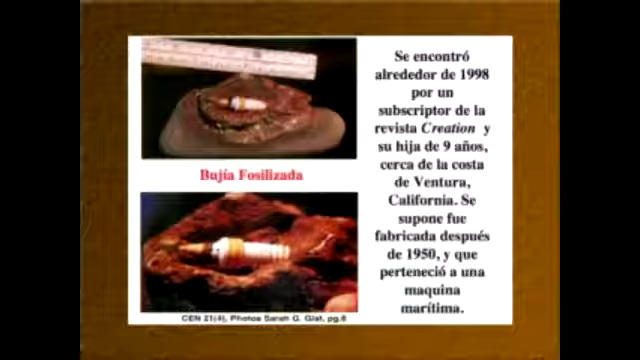 Se encontró
alrededor de 1998
por un
subscriptor de la
revista Creation y
su hija de 9 años,
cerca de la costa
de Ventura,
California. Se
supone fue
fabricada después
de 1950, y que
perteneció a una
maquina
marítima.
Bujía Fosilizada
CEN 21(4), Photos Sarah G. Giat, pg.8